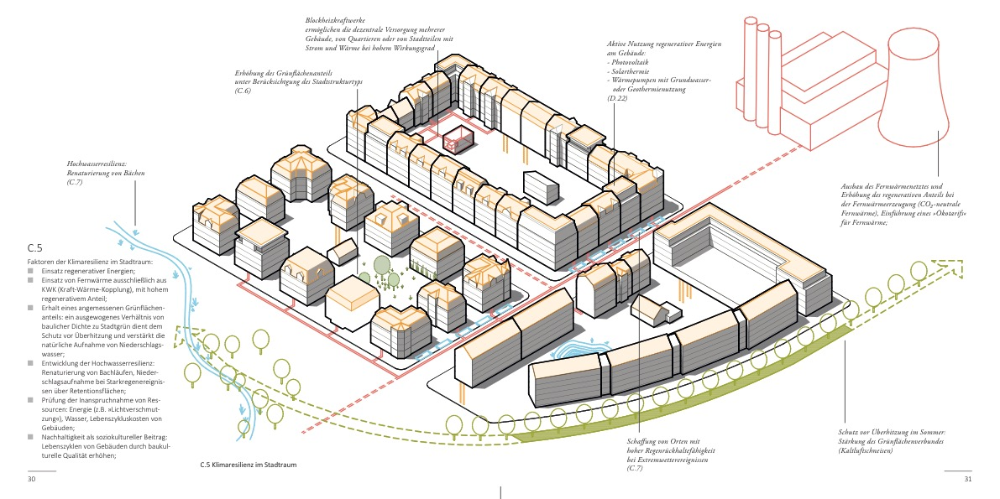 Blockheizkraftwerke
ermöglichen die dezentrale Versorgung mehrerer
Gebäude, von Quartieren oder von Stadtteilen mit
Strom und Wärme bei hohem Wirkungsgrad
Erhöhung des Grünflächenanteils
unter Berücksichtigung des Stadtstrukturtyps
(C.6)
Aktive Nutzung regenerativer Energien
am Gebäude:
- Photovoltaik
- Solarthermie
- Wärmepumpen mit Grundwasser-
oder Geothermienutzung
(D.22)
Hochwasserresilienz:
Renaturierung von Bächen
(C.7)
Ausbau des Fernwärmenetztes und
Erhöhung des regenerativen Anteils bei
der Fernwärmeerzeugung (CO₂-neutrale
Fernwärme), Einführung eines »Ökotarifs«
für Fernwärme;
C.5
Faktoren der Klimaresilienz im Stadtraum:
Einsatz regenerativer Energien;
Einsatz von Fernwärme ausschließlich aus
KWK (Kraft-Wärme-Kopplung), mit hohem
regenerativem Anteil;
Erhalt eines angemessenen Grünflächen-
anteils: ein ausgewogenes Verhältnis von
baulicher Dichte zu Stadtgrün dient dem
Schutz vor Überhitzung und verstärkt die
natürliche Aufnahme von Niederschlags-
wasser;
Entwicklung der Hochwasserresilienz:
Renaturierung von Bachläufen, Nieder-
schlagsaufnahme bei Starkregenereignis-
sen über Retentionsflächen;
Prüfung der Inanspruchnahme von Res-
sourcen: Energie (z.B. »Lichtverschmut-
zung«), Wasser, Lebenszykluskosten von
Gebäuden;
Nachhaltigkeit als soziokultureller Beitrag:
Lebenszyklen von Gebäuden durch baukul-
turelle Qualität erhöhen;
Schaffung von Orten mit
hoher Regenrückhaltefähigkeit
bei Extremwetterereignissen
(C.7)
Schutz vor Überhitzung im Sommer:
Stärkung des Grünflächenverbundes
(Kaltluftschneisen)
C.5 Klimaresilienz im Stadtraum
30
31